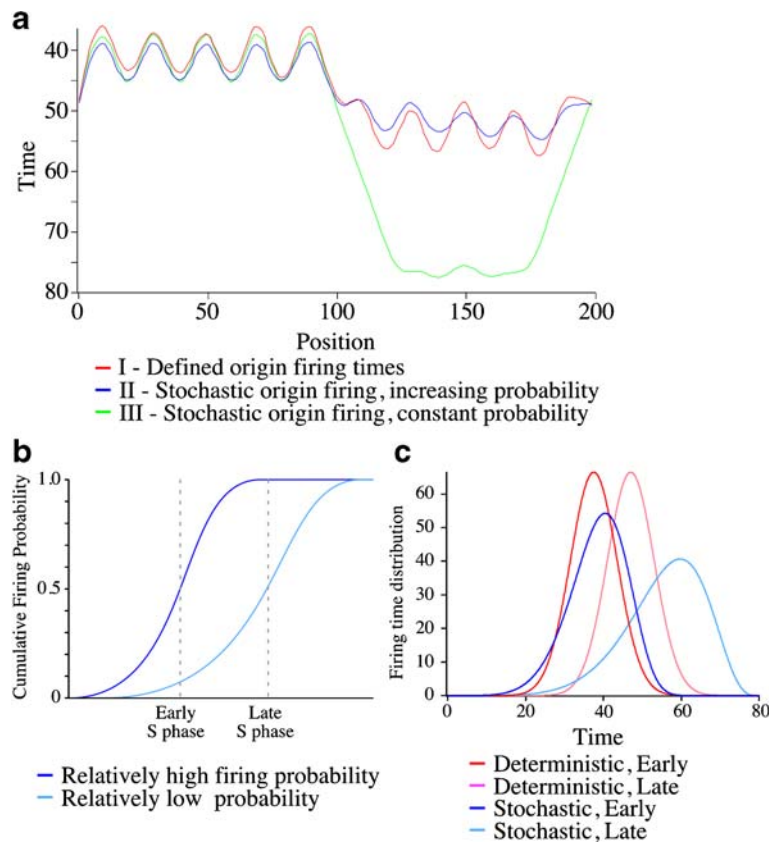 a
40
50
60
70
80
Time
0
50
100
150
200
Position
I - Defined origin firing times
II - Stochastic origin firing, increasing probability
III - Stochastic origin firing, constant probability
b
Cumulative Firing Probability
1.0
0.5
0
Early
S phase
Late
S phase
Relatively high firing probability
Relatively low probability
c
Firing time distribution
60
50
40
30
20
10
0
0
20
40
60
80
Time
Deterministic, Early
Deterministic, Late
Stochastic, Early
Stochastic, Late